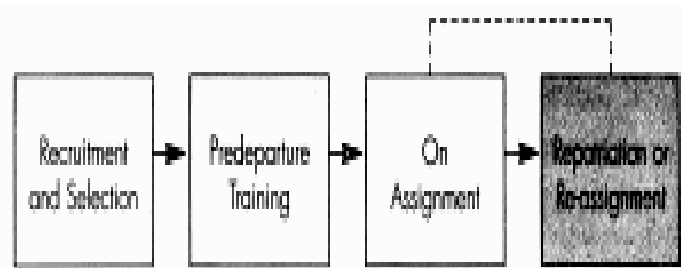 Recruitment
and Selection
Predeparture
Training
On
Assignment
Repatriation or
Re-assignment